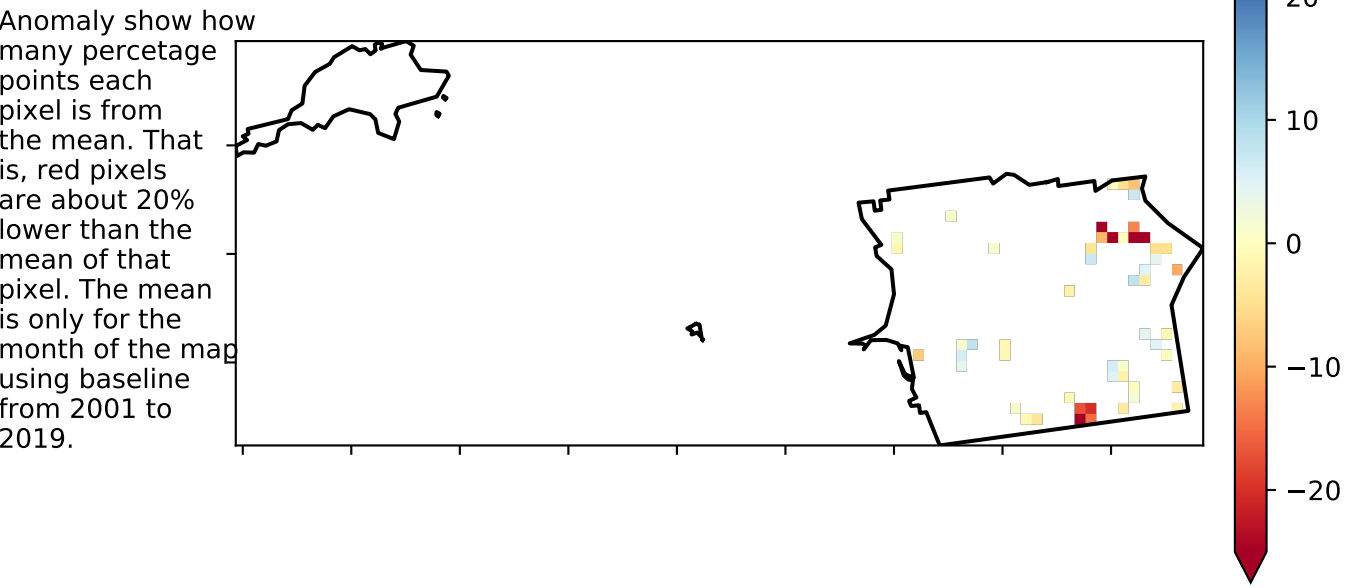 Anomaly show how
many percetage
points each
pixel is from
the mean. That
is, red pixels
are about 20%
lower than the
mean of that
pixel. The mean
is only for the
month of the map
using baseline
from 2001 to
2019.
20
10
0
−10
−20